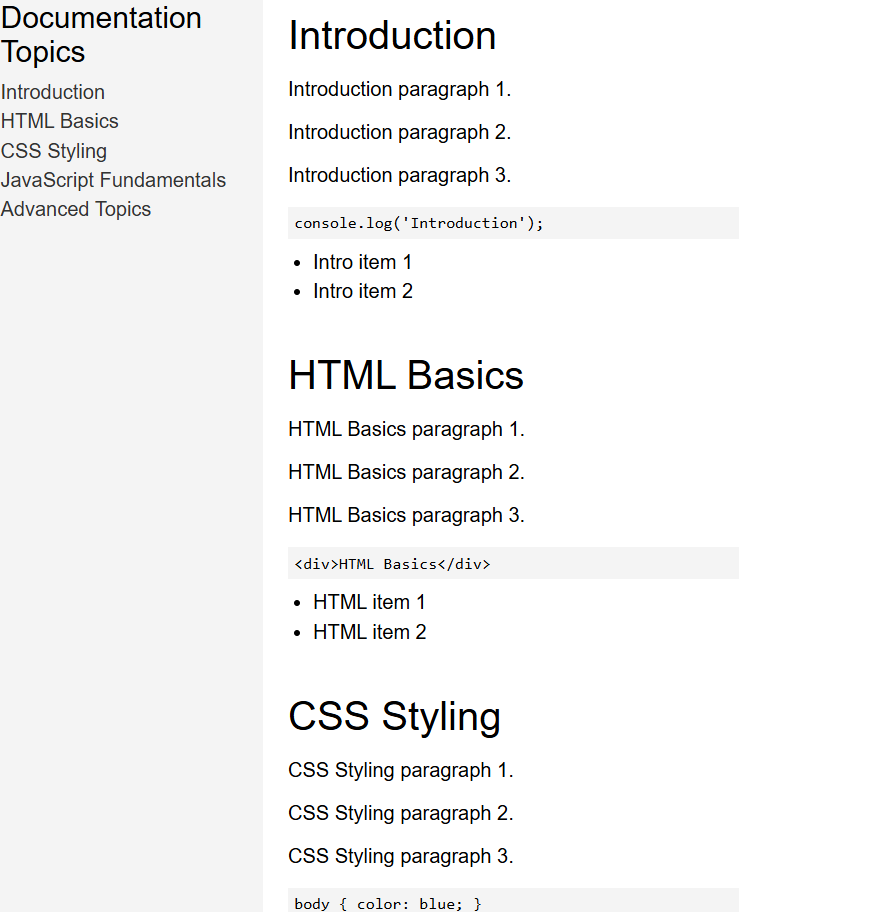 Documentation
Topics
Introduction
HTML Basics
CSS Styling
JavaScript Fundamentals
Advanced Topics
Introduction
Introduction paragraph 1.
Introduction paragraph 2.
Introduction paragraph 3.
console.log('Introduction');
• Intro item 1
• Intro item 2
HTML Basics
HTML Basics paragraph 1.
HTML Basics paragraph 2.
HTML Basics paragraph 3.
<div>HTML Basics</div>
• HTML item 1
• HTML item 2
CSS Styling
CSS Styling paragraph 1.
CSS Styling paragraph 2.
CSS Styling paragraph 3.
body { color: blue; }